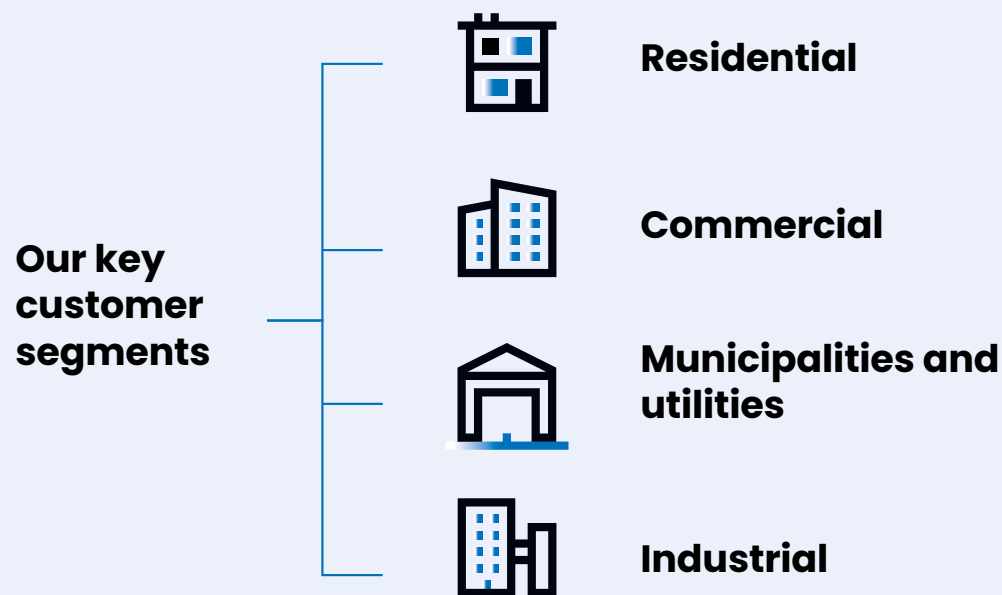 Our key
customer
segments
Residential
Commercial
Municipalities and
utilities
Industrial